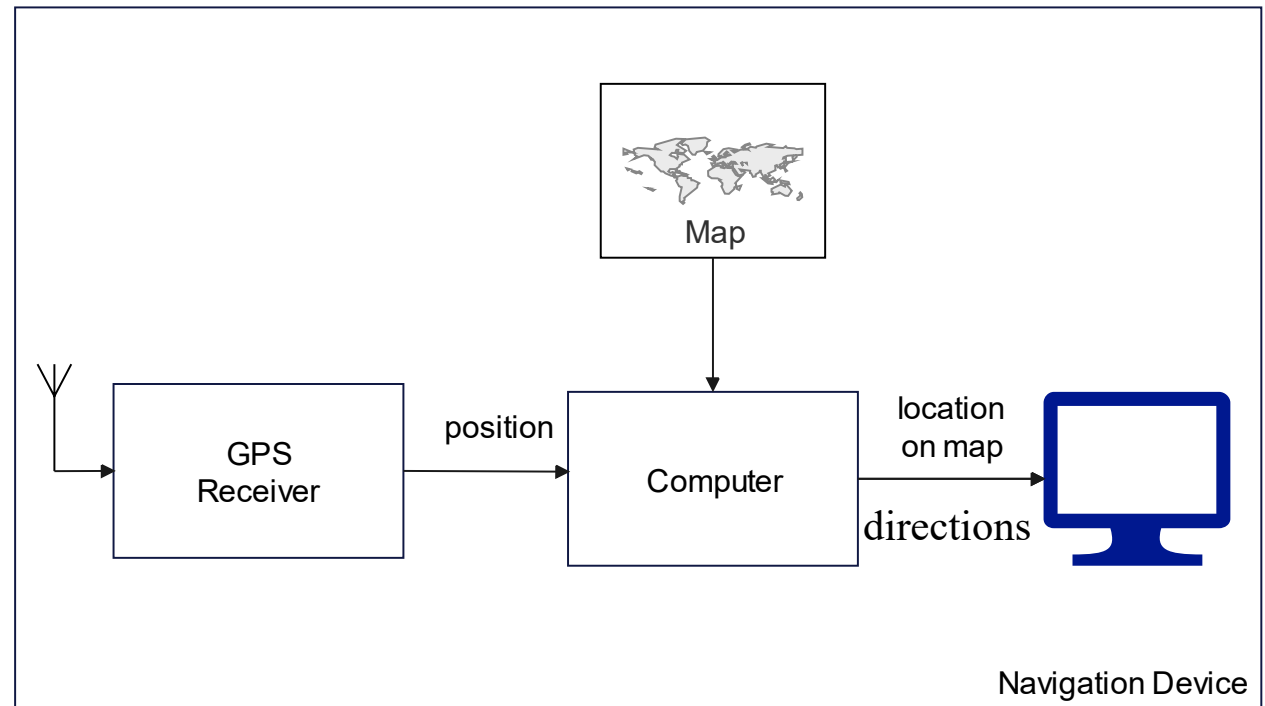 Map
GPS
Receiver
position
Computer
location
on map
directions
Navigation Device